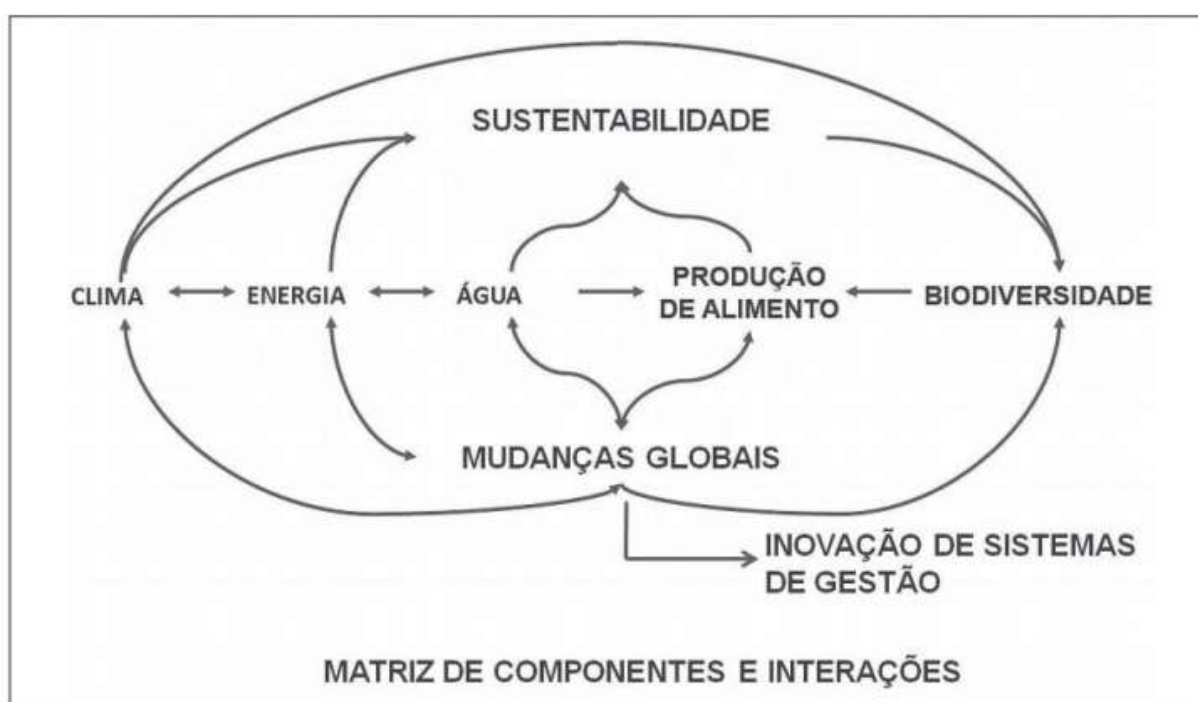 SUSTENTABILIDADE
CLIMA
ENERGIA
ÁGUA
PRODUÇÃO
DE ALIMENTO
BIODIVERSIDADE
MUDANÇAS GLOBAIS
INOVAÇÃO DE SISTEMAS
DE GESTÃO
MATRIZ DE COMPONENTES E INTERAÇÕES